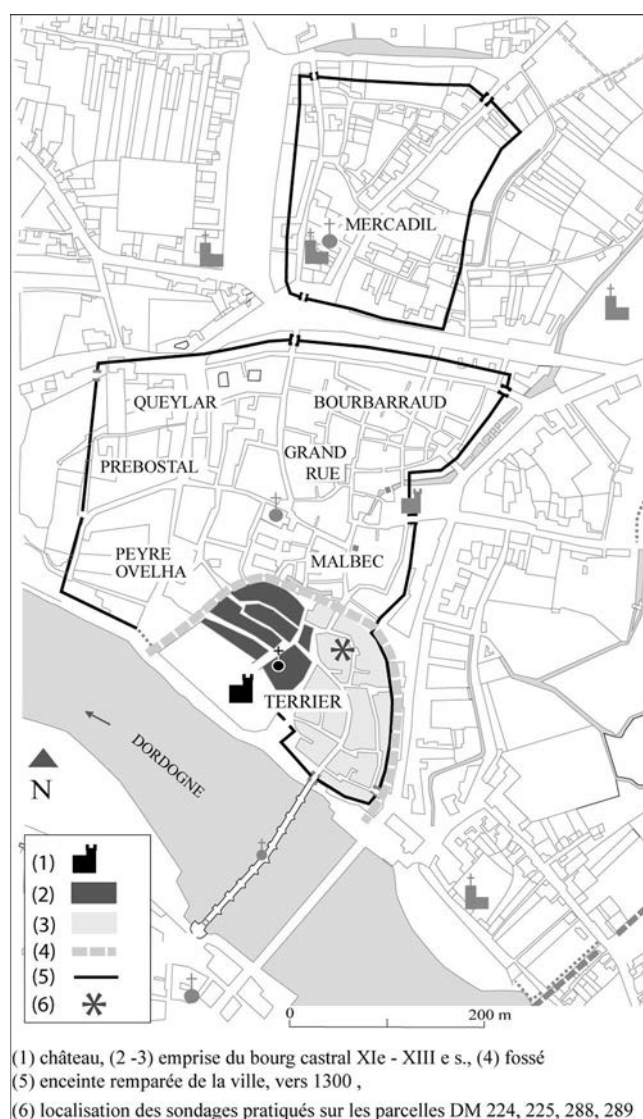 MERCADIL
QUEYLAR
BOURBARRAUD
GRAND
RUE
PREBOSTAL
PEYRE
OVELHA
MALBEC
TERRIER
DORDOGNE
N
(1)
(2)
(3)
(4)
(5)
(6)
0 200 m
(1) château, (2 -3) emprise du bourg castral XIe - XIII e s., (4) fossé
(5) enceinte remparée de la ville, vers 1300 ,
(6) localisation des sondages pratiqués sur les parcelles DM 224, 225, 288, 289